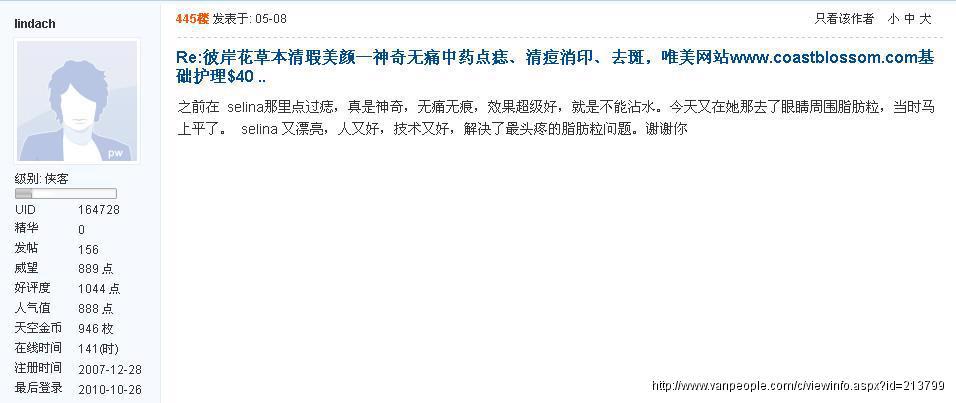 lindach
445楼 发表于: 05-08
只看该作者 小 中 大
Re:彼岸花草本清瑕美颜—神奇无痛中药点痣、清痘消印、去斑，唯美网站www.coastblossom.com基
础护理$40 ..
之前在 selina那里点过痣，真是神奇，无痛无痕，效果超级好，就是不能沾水。今天又在她那去了眼睛周围脂肪粒，当时马
上平了。 selina 又漂亮，人又好，技术又好，解决了最头疼的脂肪粒问题。谢谢你
pw
级别: 侠客
UID 164728
精华 0
发帖 156
威望 889 点
好评度 1044 点
人气值 888 点
天空金币 946 枚
在线时间 141(时)
注册时间 2007-12-28
最后登录 2010-10-26
http://www.vanpeople.com/c/viewinfo.aspx?id=213799